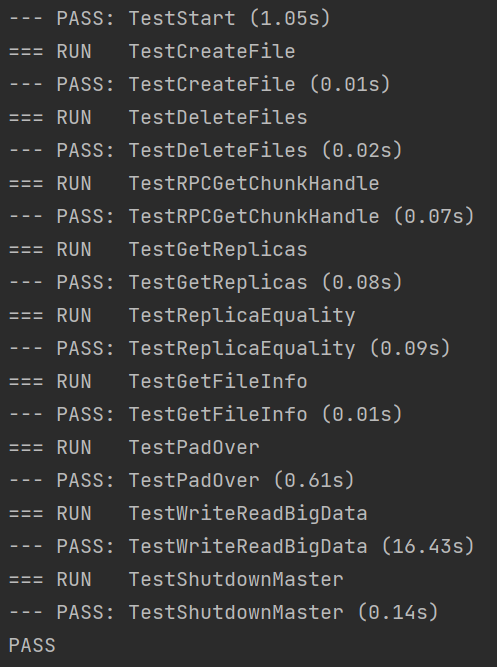 --- PASS: TestStart (1.05s)
=== RUN   TestCreateFile
--- PASS: TestCreateFile (0.01s)
=== RUN   TestDeleteFiles
--- PASS: TestDeleteFiles (0.02s)
=== RUN   TestRPCGetChunkHandle
--- PASS: TestRPCGetChunkHandle (0.07s)
=== RUN   TestGetReplicas
--- PASS: TestGetReplicas (0.08s)
=== RUN   TestReplicaEquality
--- PASS: TestReplicaEquality (0.09s)
=== RUN   TestGetFileInfo
--- PASS: TestGetFileInfo (0.01s)
=== RUN   TestPadOver
--- PASS: TestPadOver (0.61s)
=== RUN   TestWriteReadBigData
--- PASS: TestWriteReadBigData (16.43s)
=== RUN   TestShutdownMaster
--- PASS: TestShutdownMaster (0.14s)
PASS